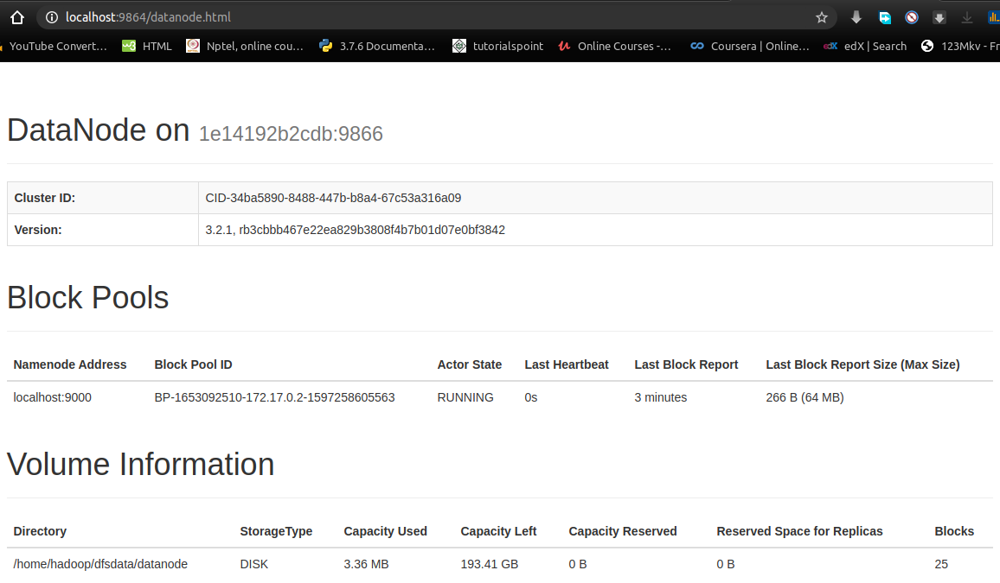 localhost:9864/datanode.html
YouTube Convert… HTML Nptel, online cou… 3.7.6 Documenta… tutorialspoint Online Courses -… Coursera | Online… edX | Search 123Mkv - Fr
DataNode on 1e14192b2cdb:9866
Cluster ID: CID-34ba5890-8488-447b-b8a4-67c53a316a09
Version: 3.2.1, rb3cbbb467e22ea829b3808f4b7b01d07e0bf3842
Block Pools
Namenode Address Block Pool ID Actor State Last Heartbeat Last Block Report Last Block Report Size (Max Size)
localhost:9000 BP-1653092510-172.17.0.2-1597258605563 RUNNING 0s 3 minutes 266 B (64 MB)
Volume Information
Directory StorageType Capacity Used Capacity Left Capacity Reserved Reserved Space for Replicas Blocks
/home/hadoop/dfsdata/datanode DISK 3.36 MB 193.41 GB 0 B 0 B 25